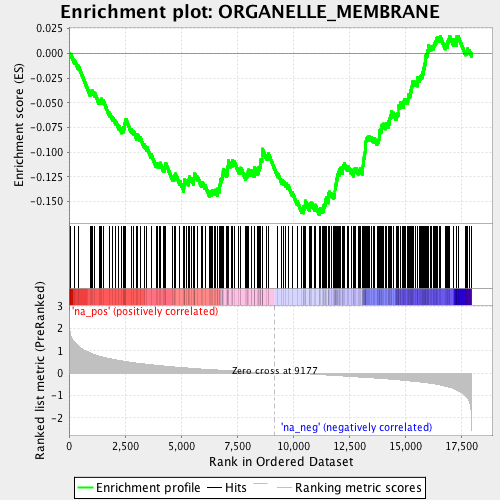 Enrichment plot: ORGANELLE_MEMBRANE
Enrichment score (ES)
0.025
0.000
-0.025
-0.050
-0.075
-0.100
-0.125
-0.150
'na_pos' (positively correlated)
Ranked list metric (PreRanked)
3
2
1
0
-1
-2
Zero cross at 9177
'na_neg' (negatively correlated)
0
2,500
5,000
7,500
10,000
12,500
15,000
17,500
Rank in Ordered Dataset
Enrichment profile
Hits
Ranking metric scores